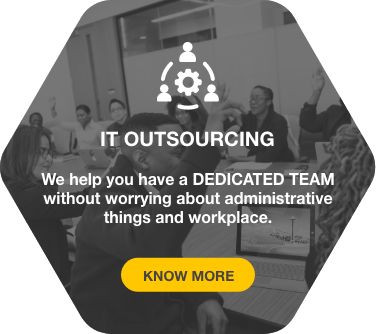 IT OUTSOURCING
We help you have a DEDICATED TEAM
without worrying about administrative
things and workplace.
KNOW MORE